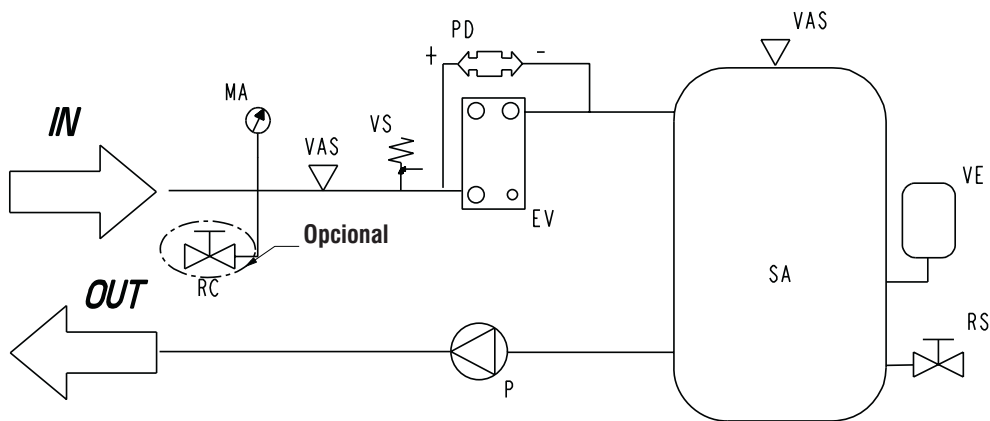 VAS
PD
+ -
MA
IN
VS
VAS
VE
EV
Opcional
SA
RC
OUT
RS
P